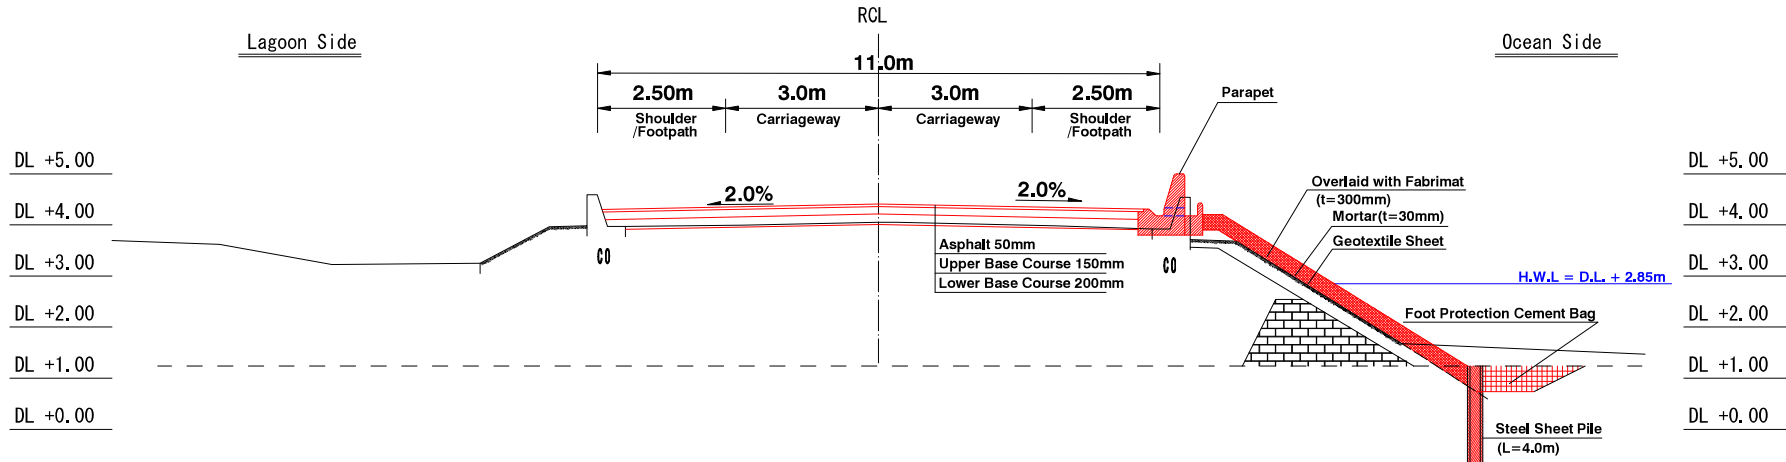 RCL
Lagoon Side
Ocean Side
11.0m
2.50m
3.0m
3.0m
2.50m
Shoulder
/Footpath
Carriageway
Carriageway
Shoulder
/Footpath
Parapet
DL +5.00
DL +5.00
2.0%
2.0%
Overlaid with Fabrimat
(t=300mm)
DL +4.00
DL +4.00
Mortar(t=30mm)
Geotextile Sheet
Asphalt 50mm
Upper Base Course 150mm
Lower Base Course 200mm
CO
CO
DL +3.00
DL +3.00
H.W.L = D.L. + 2.85m
DL +2.00
DL +2.00
Foot Protection Cement Bag
DL +1.00
DL +1.00
DL +0.00
DL +0.00
Steel Sheet Pile
(L=4.0m)